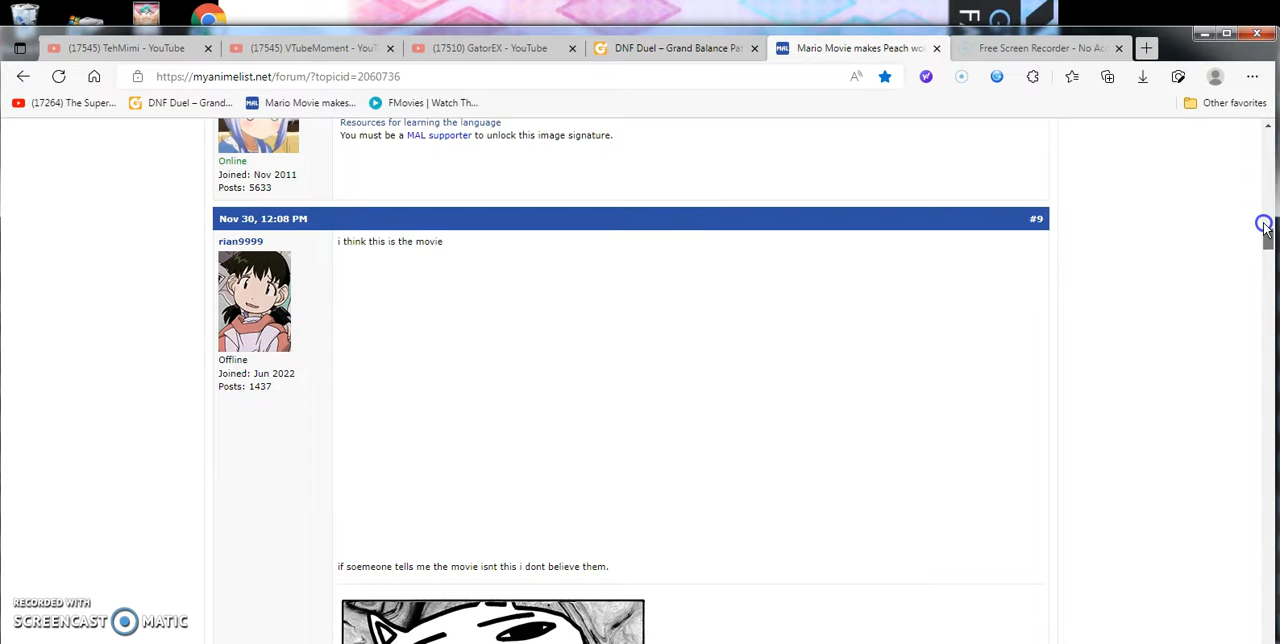 (17545) TehMimi - YouTube
(17545) VTubeMoment - YouT
(17510) GatorEX - YouTube
DNF Duel – Grand Balance Pa
MAL
Mario Movie makes Peach wo
Free Screen Recorder - No Ac
https://myanimelist.net/forum/?topicid=2060736
(17264) The Super...
DNF Duel – Grand...
MAL
Mario Movie makes...
FMovies | Watch Th...
Other favorites
Resources for learning the language
You must be a MAL supporter to unlock this image signature.
Online
Joined: Nov 2011
Posts: 5633
Nov 30, 12:08 PM
#9
rian9999
i think this is the movie
Offline
Joined: Jun 2022
Posts: 1437
if soemeone tells me the movie isnt this i dont believe them.
RECORDED WITH
SCREENCAST MATIC